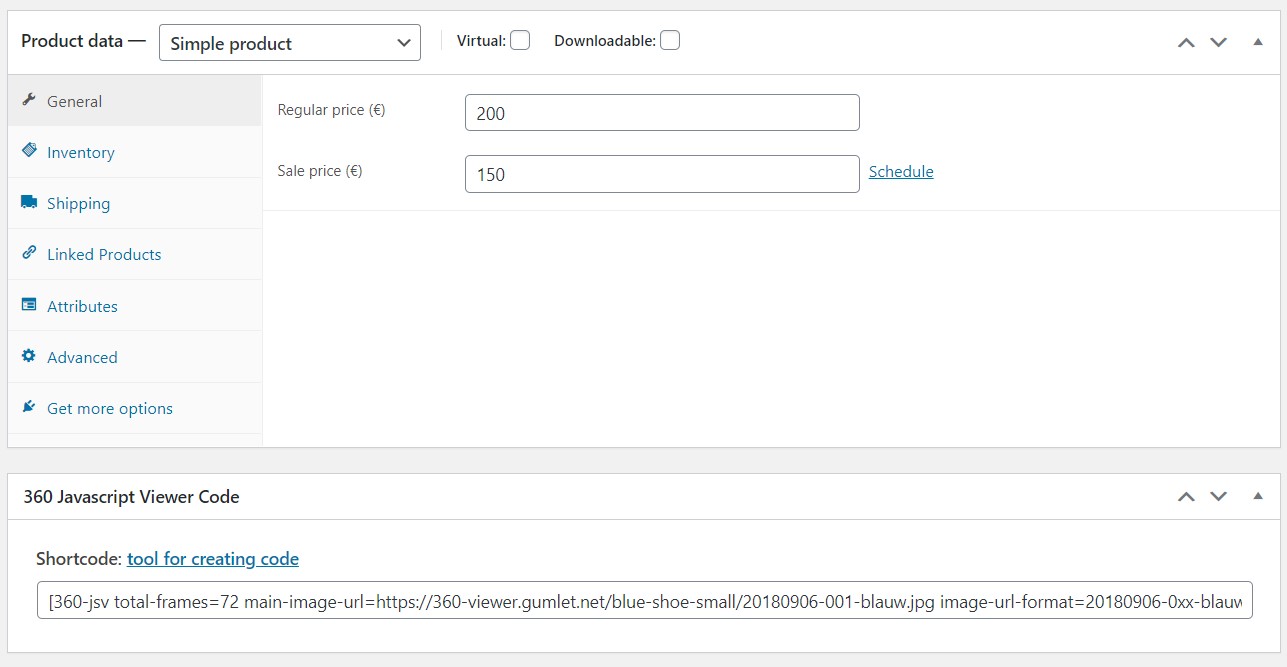 Product data — Simple product Virtual: Downloadable:
General
Regular price (€) 200
Inventory
Sale price (€) 150 Schedule
Shipping
Linked Products
Attributes
Advanced
Get more options
360 Javascript Viewer Code
Shortcode: tool for creating code
[360-jsv total-frames=72 main-image-url=https://360-viewer.gumlet.net/blue-shoe-small/20180906-001-blauw.jpg image-url-format=20180906-0xx-blauw